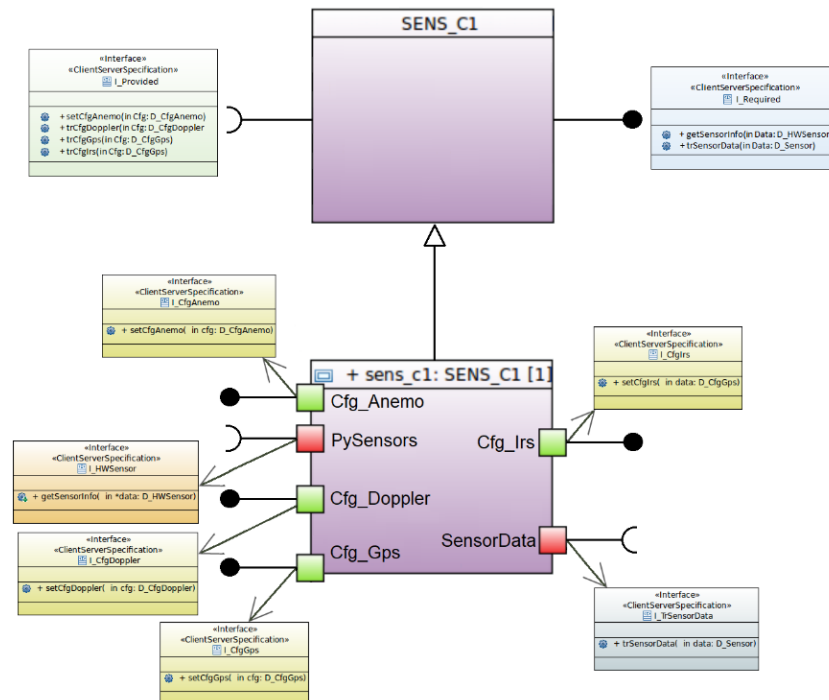 SENS_C1
«Interface»
«ClientServerSpecification»
I_Provided
+ setCfgAnemo(in Cfg: D_CfgAnemo)
+ trCfgDoppler(in Cfg: D_CfgDoppler
+ trCfgGps(in Cfg: D_CfgGps)
+ trCfgIrs(in Cfg: D_CfgGps)
«Interface»
«ClientServerSpecification»
I_Required
+ getSensorInfo(in Data: D_HWSensor
+ trSensorData(in Data: D_Sensor)
«Interface»
«ClientServerSpecification»
I_CfgAnemo
+ setCfgAnemo( in cfg: D_CfgAnemo)
«Interface»
«ClientServerSpecification»
I_CfgIrs
+ setCfgIrs( in data: D_CfgGps)
+ sens_c1: SENS_C1 [1]
Cfg_Anemo
PySensors
Cfg_Irs
Cfg_Doppler
SensorData
Cfg_Gps
«Interface»
«ClientServerSpecification»
I_HWSensor
+ getSensorInfo( in *data: D_HWSensor)
«Interface»
«ClientServerSpecification»
I_CfgDoppler
+ setCfgDoppler( in cfg: D_CfgDoppler)
«Interface»
«ClientServerSpecification»
I_TrSensorData
+ trSensorData( in data: D_Sensor)
«Interface»
«ClientServerSpecification»
I_CfgGps
+ setCfgGps( in cfg: D_CfgGps)